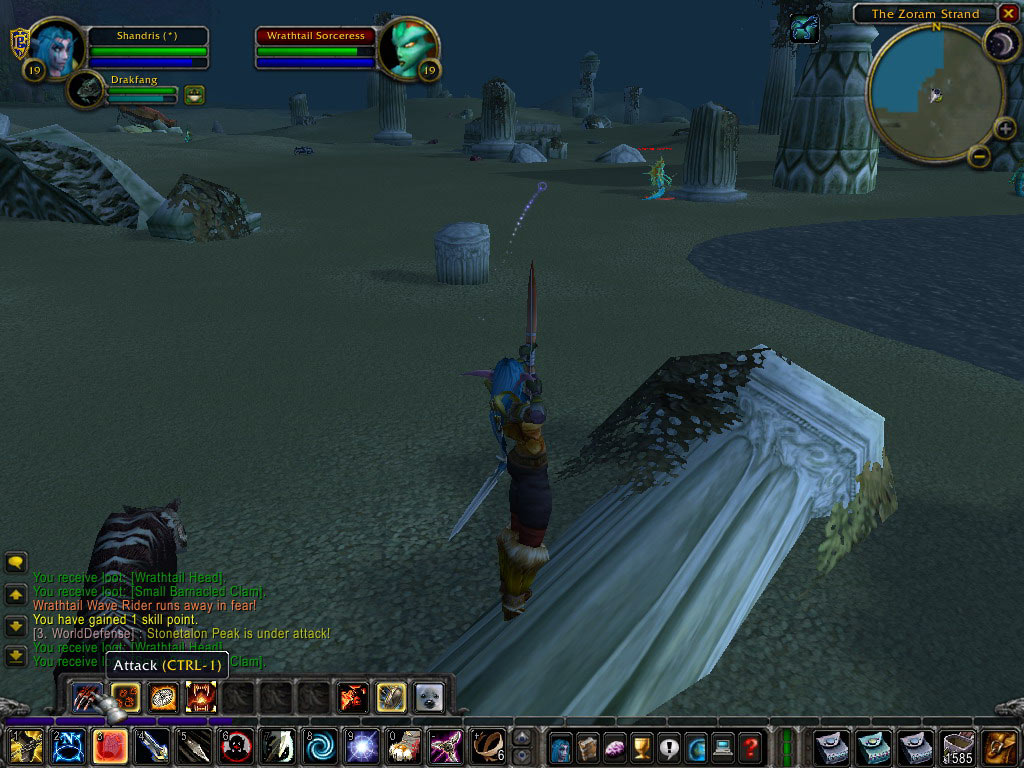 Shandris (*)
19
Drakfang
Wrathtail Sorceress
19
The Zoram Strand
N
You receive loot: [Wrathtail Head].
You receive loot: [Small Barnacled Clam].
Wrathtail Wave Rider runs away in fear!
You have gained 1 skill point.
[3. WorldDefense] : Stonetalon Peak is under attack!
You receive loot: [Wrathtail Head].
You receive Clam].
Attack (CTRL-1)
1 2 3 4 5 6 7 8 9 0 6
1585